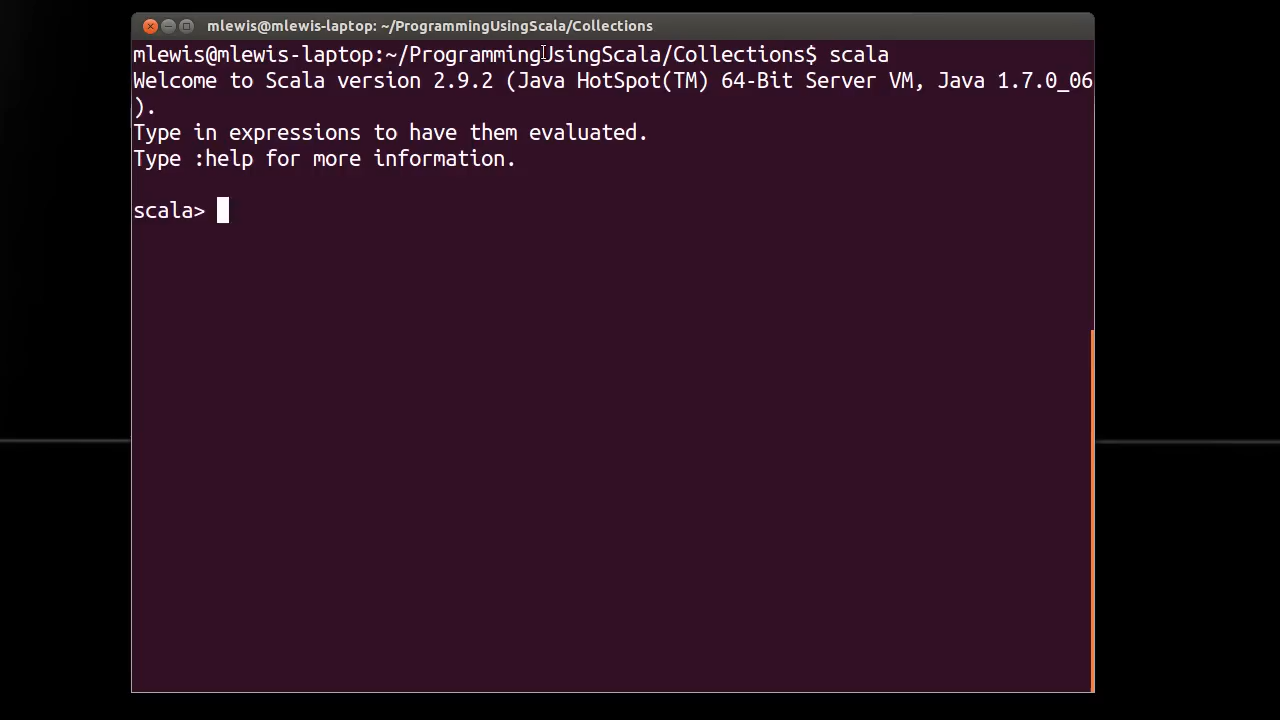 mlewis@mlewis-laptop: ~/ProgrammingUsingScala/Collections
mlewis@mlewis-laptop:~/ProgrammingUsingScala/Collections$ scala
Welcome to Scala version 2.9.2 (Java HotSpot(TM) 64-Bit Server VM, Java 1.7.0_06
).
Type in expressions to have them evaluated.
Type :help for more information.
scala>